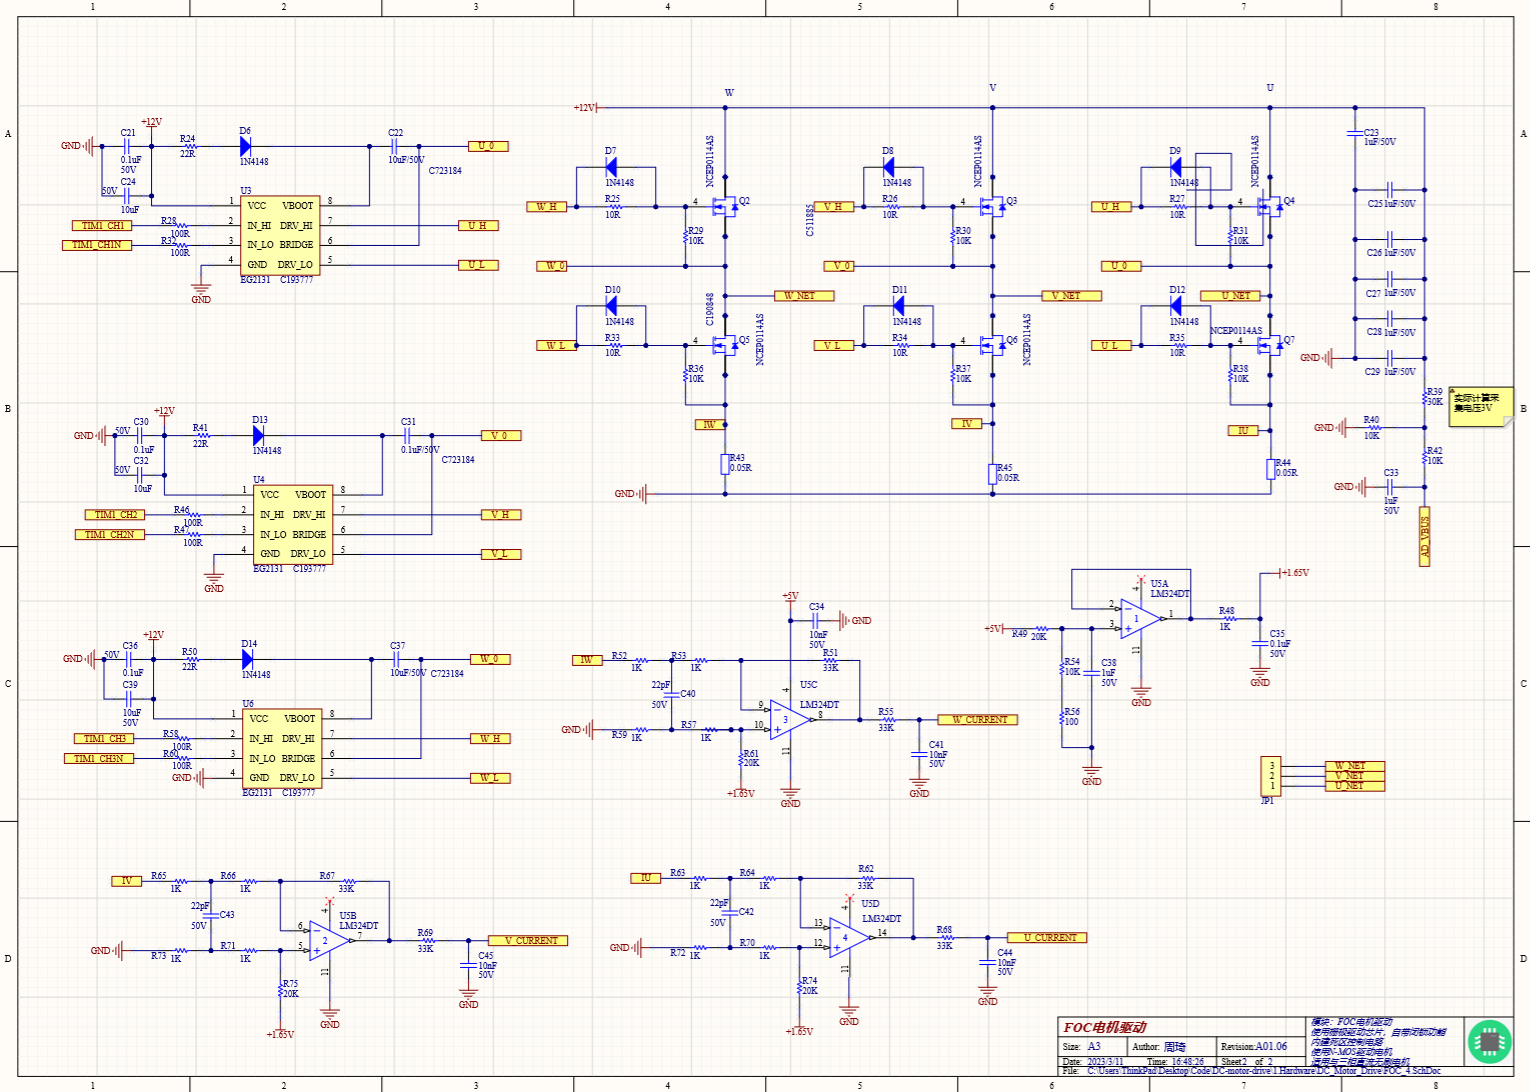 1 2 3 4 5 6 7 8
A A
B B
C C
D D
GND
C21
0.1uF
50V
+12V
R24
22R
D6
1N4148
C22
10uF/50V
C723184
U_0
50V
C24
10uF
U3
VCC VBOOT
IN_HI DRV_HI
IN_LO BRIDGE
GND DRV_LO
1 8
2 7
3 6
4 5
EG2131 C193777
TIM1_CH1
R28
100R
TIM1_CH1N
R32
100R
U_H
U_L
GND
W V U
+12V
D7
1N4148
W_H
R25
10R
4
Q2
NCEP0114AS
R29
10K
W_0
D8
1N4148
V_H
R26
10R
4
Q3
NCEP0114AS
C511885
R30
10K
V_0
D9
1N4148
U_H
R27
10R
4
Q4
R31
10K
U_0
D10
1N4148
W_L
R33
10R
4
Q5
C190848
NCEP0114AS
R36
10K
W_NET
IW
R43
0.05R
D11
1N4148
V_L
R34
10R
4
Q6
NCEP0114AS
R37
10K
V_NET
IV
R45
0.05R
D12
1N4148
U_L
R35
10R
4
Q7
NCEP0114AS
R38
10K
U_NET
IU
R44
0.05R
GND
C23
1uF/50V
C25 1uF/50V
C26 1uF/50V
C27 1uF/50V
C28 1uF/50V
C29 1uF/50V
GND
R39
30K
实际计算采
集电压3V
GND
R40
10K
R42
10K
GND
C33
1uF
50V
AD_VBUS
GND
50V
C30
0.1uF
+12V
R41
22R
D13
1N4148
C31
0.1uF/50V
C723184
V_0
50V
C32
10uF
U4
VCC VBOOT
IN_HI DRV_HI
IN_LO BRIDGE
GND DRV_LO
1 8
2 7
3 6
4 5
EG2131 C193777
TIM1_CH2
R46
100R
TIM1_CH2N
R47
100R
V_H
V_L
GND
GND
50V
C36
0.1uF
+12V
R50
22R
D14
1N4148
C37
10uF/50V
C723184
W_0
C39
10uF
50V
U6
VCC VBOOT
IN_HI DRV_HI
IN_LO BRIDGE
GND DRV_LO
1 8
2 7
3 6
4 5
EG2131 C193777
TIM1_CH3
R58
100R
TIM1_CH3N
R60
100R
GND
W_H
W_L
+5V
C34
10nF
50V
GND
IW
R52
1K
R53
1K
R51
33K
22pF
C40
50V
GND
R59
1K
R57
1K
U5C
LM324DT
4
9
10
3
8
11
R61
20K
+1.65V
GND
R55
33K
W_CURRENT
C41
10nF
50V
GND
+5V
R49
20K
U5A
LM324DT
4
2
3
1
1
11
GND
R48
1K
+1.65V
C35
0.1uF
50V
GND
R54
10K
C38
1uF
50V
R56
100
GND
3 W_NET
2 V_NET
1 U_NET
JP1
IV
R65
1K
R66
1K
R67
33K
22pF
C43
50V
GND
R73
1K
R71
1K
U5B
LM324DT
4
6
5
2
7
11
R75
20K
+1.65V
GND
R69
33K
V_CURRENT
C45
10nF
50V
GND
IU
R63
1K
R64
1K
R62
33K
22pF
C42
50V
GND
R72
1K
R70
1K
U5D
LM324DT
4
13
12
4
14
11
R74
20K
+1.65V
GND
R68
33K
U_CURRENT
C44
10nF
50V
GND
FOC电机驱动
Size: A3 Author: 周琦 Revision: A01.06
Date: 2023/3/11 Time: 16:48:26 Sheet 2 of 2
File: C:\Users\ThinkPad\Desktop\Code\DC-motor-drive\1.Hardware\DC_Motor_Drive\FOC_4.SchDoc
模块：FOC电机驱动
使用栅极驱动芯片，自带闭锁功能
内建死区控制电路
使用N-MOS驱动电机
适用与三相直流无刷电机
1 2 3 4 5 6 7 8